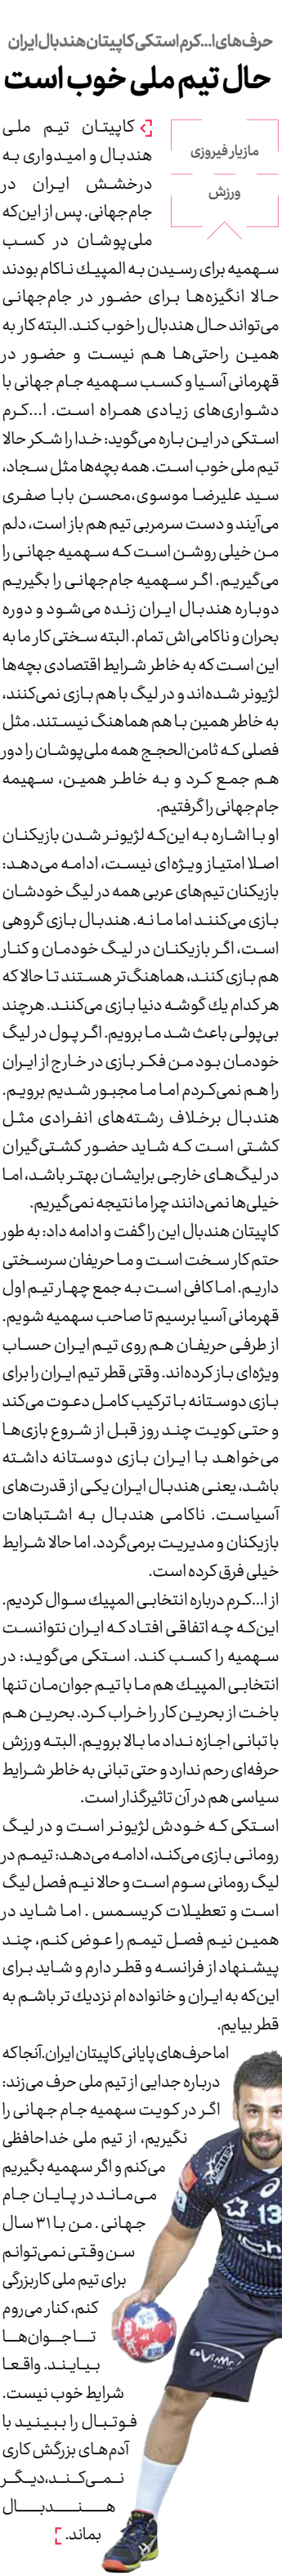 حرف‌های ا...کرم استکی کاپیتان هندبال ایران
حال تیم ملی خوب است
مازیار فیروزی
ورزش
کاپیتان تیم ملی
هندبال و امیدواری به
درخشش ایران در
جام‌جهانی. پس از این‌که
ملی‌پوشان در کسب
سهمیه برای رسیدن به المپیک ناکام بودند
حالا انگیزه‌ها برای حضور در جام‌جهانی
می‌تواند حال هندبال را خوب کند. البته کار به
همین راحتی‌ها هم نیست و حضور در
قهرمانی آسیا و کسب سهمیه جام جهانی با
دشواری‌های زیادی همراه است. ا...کرم
استکی در این باره می‌گوید: خدا را شکر حالا
تیم ملی خوب است. همه بچه‌ها مثل سجاد،
سید علیرضا موسوی،محسن بابا صفری
می‌آیند و دست سرمربی تیم هم باز است، دلم
من خیلی روشن است که سهمیه جهانی را
می‌گیریم. اگر سهمیه جام‌جهانی را بگیریم
دوباره هندبال ایران زنده می‌شود و دوره
بحران و ناکامی‌اش تمام. البته سختی کار ما به
این است که به خاطر شرایط اقتصادی بچه‌ها
لژیونر شده‌اند و در لیگ با هم بازی نمی‌کنند،
به خاطر همین با هم هماهنگ نیستند. مثل
فصلی که ثامن‌الحجج همه ملی‌پوشان را دور
هم جمع کرد و به خاطر همین، سهیمه
جام‌جهانی را گرفتیم.
او با اشاره به این‌که لژیونر شدن بازیکنان
اصلا امتیاز ویژه‌ای نیست، ادامه می‌دهد:
بازیکنان تیم‌های عربی همه در لیگ خودشان
بازی می‌کنند اما ما نه. هندبال بازی گروهی
است، اگر بازیکنان در لیگ خودمان و کنار
هم بازی کنند، هماهنگ‌تر هستند تا حالا که
هر کدام یك گوشه دنیا بازی می‌کنند. هرچند
بی‌پولی باعث شد ما برویم. اگر پول در لیگ
خودمان بود من فکر بازی در خارج از ایران
را هم نمی‌کردم اما ما مجبور شدیم برویم.
هندبال برخلاف رشته‌های انفرادی مثل
کشتی است که شاید حضور کشتی‌گیران
در لیگ‌های خارجی برایشان بهتر باشد، اما
خیلی‌ها نمی‌دانند چرا ما نتیجه نمی‌گیریم.
کاپیتان هندبال این را گفت و ادامه داد: به طور
حتم کار سخت است و ما حریفان سرسختی
داریم. اما کافی است به جمع چهار تیم اول
قهرمانی آسیا برسیم تا صاحب سهمیه شویم.
از طرفی حریفان هم روی تیم ایران حساب
ویژه‌ای باز کرده‌اند. وقتی قطر تیم ایران را برای
بازی دوستانه با ترکیب کامل دعوت می‌کند
و حتی کویت چند روز قبل از شروع بازی‌ها
می‌خواهد با ایران بازی دوستانه داشته
باشد، یعنی هندبال ایران یکی از قدرت‌های
آسیاست. ناکامی هندبال به اشتباهات
بازیکنان و مدیریت برمی‌گردد. اما حالا شرایط
خیلی فرق کرده است.
از ا...کرم درباره انتخابی المپیك سوال کردیم.
این‌که چه اتفاقی افتاد که ایران نتوانست
سهمیه را کسب کند. استکی می‌گوید: در
انتخابی المپیك هم ما با تیم جوان‌مان تنها
باخت از بحرین کار را خراب کرد. بحرین هم
با تبانی اجازه نداد ما بالا برویم. البته ورزش
حرفه‌ای رحم ندارد و حتی تبانی به خاطر شرایط
سیاسی هم در آن تاثیرگذار است.
استکی که خودش لژیونر است و در لیگ
رومانی بازی می‌کند، ادامه می‌دهد: تیمم در
لیگ رومانی سوم است و حالا نیم فصل لیگ
است و تعطیلات کریسمس . اما شاید در
همین نیم فصل تیمم را عوض کنم، چند
پیشنهاد از فرانسه و قطر دارم و شاید برای
این‌که به ایران و خانواده ام نزدیك تر باشم به
قطر بیایم.
اما حرف‌های پایانی کاپیتان ایران.آنجا که
درباره جدایی از تیم ملی حرف می‌زند:
اگر در کویت سهمیه جام جهانی را
نگیریم، از تیم ملی خداحافظی
می‌کنم و اگر سهمیه بگیریم
می‌ماند در پایان جام
جهانی . من با ۳۱ سال
سن وقتی نمی‌توانم
برای تیم ملی کاربزرگی
کنم، کنار می‌روم
تا جوان‌ها
بیایند. واقعا
شرایط خوب نیست.
فوتبال را ببینید با
آدم‌های بزرگش کاری
نمی‌کنند،دیگر
هندبال
بماند.
13